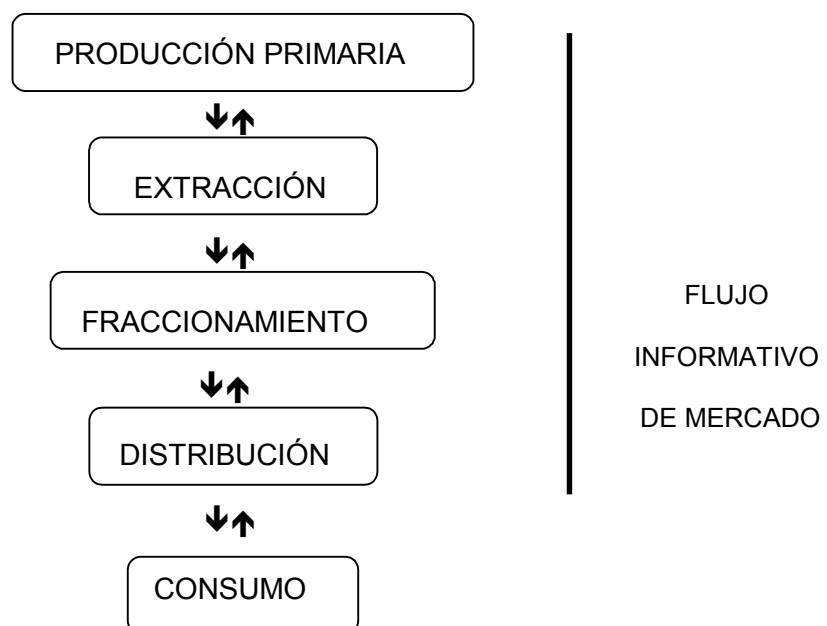 PRODUCCIÓN PRIMARIA
EXTRACCIÓN
FRACCIONAMIENTO
DISTRIBUCIÓN
CONSUMO
FLUJO
INFORMATIVO
DE MERCADO